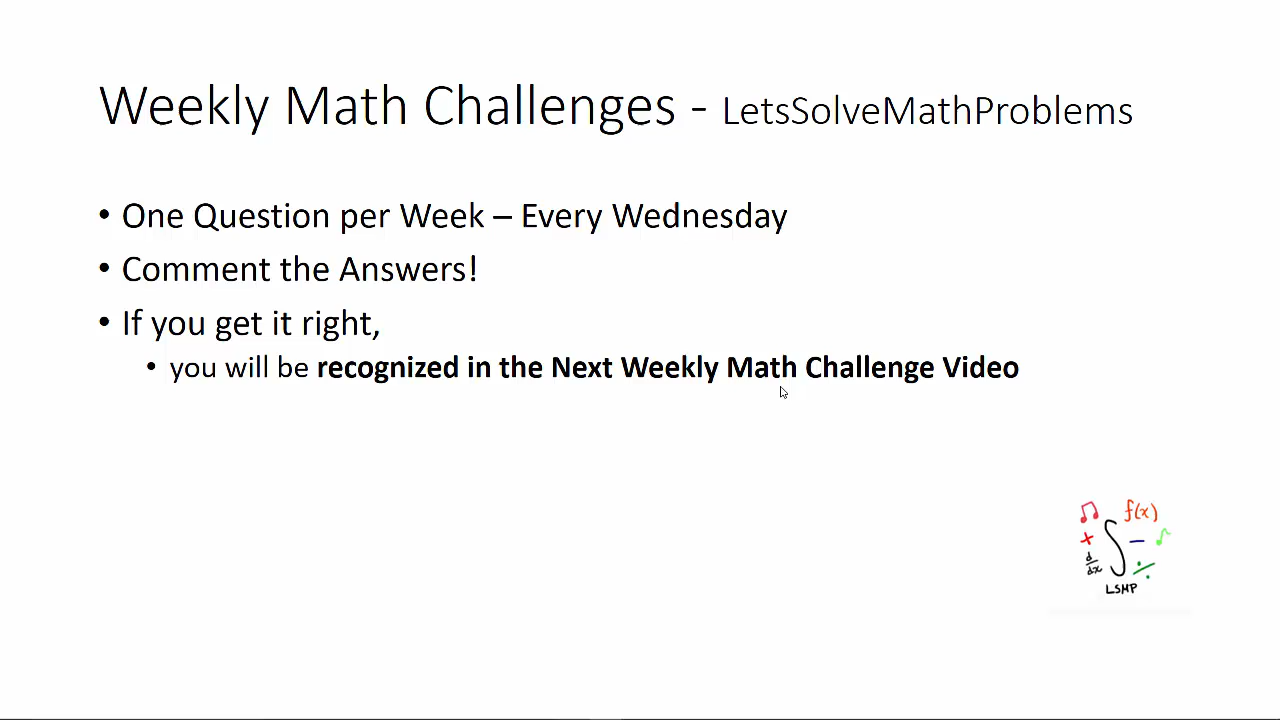 Weekly Math Challenges - LetsSolveMathProblems
• One Question per Week – Every Wednesday
• Comment the Answers!
• If you get it right,
• you will be recognized in the Next Weekly Math Challenge Video
f(x)
d/dx
LSMP